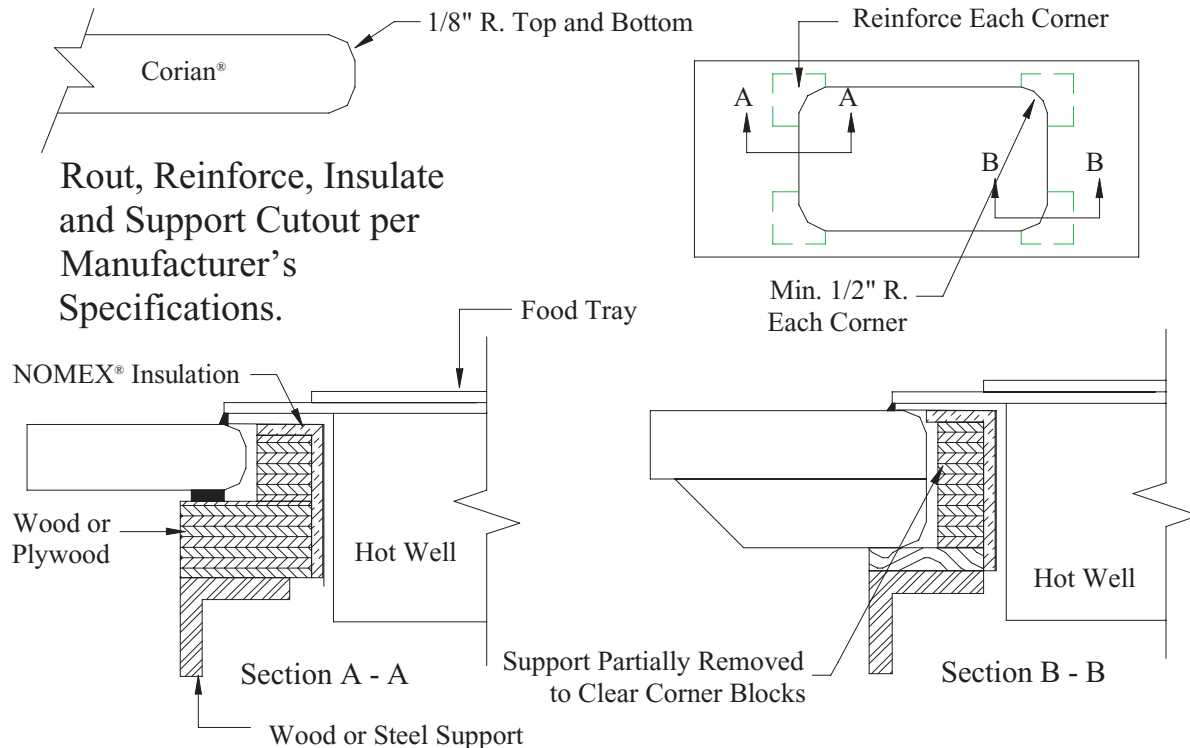 1/8" R. Top and Bottom
Corian®
Rout, Reinforce, Insulate
and Support Cutout per
Manufacturer’s
Specifications.
Reinforce Each Corner
A
A
B
B
Min. 1/2" R.
Each Corner
Food Tray
NOMEX® Insulation
Wood or
Plywood
Hot Well
Section A - A
Wood or Steel Support
Hot Well
Support Partially Removed
to Clear Corner Blocks
Section B - B